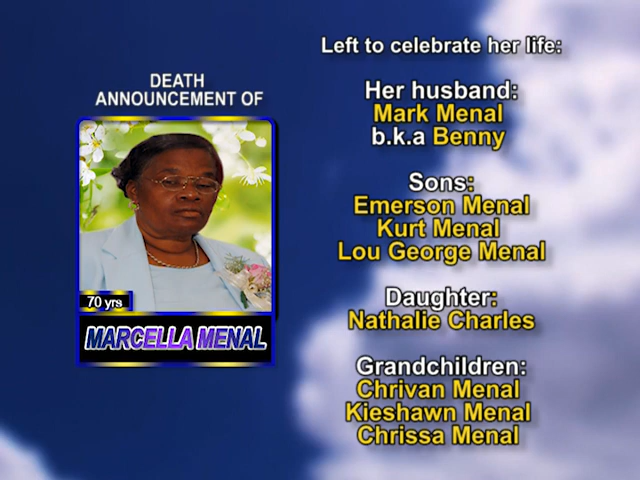 DEATH
ANNOUNCEMENT OF
70 yrs
MARCELLA MENAL
Left to celebrate her life:
Her husband:
Mark Menal
b.k.a Benny
Sons:
Emerson Menal
Kurt Menal
Lou George Menal
Daughter:
Nathalie Charles
Grandchildren:
Chrivan Menal
Kieshawn Menal
Chrissa Menal